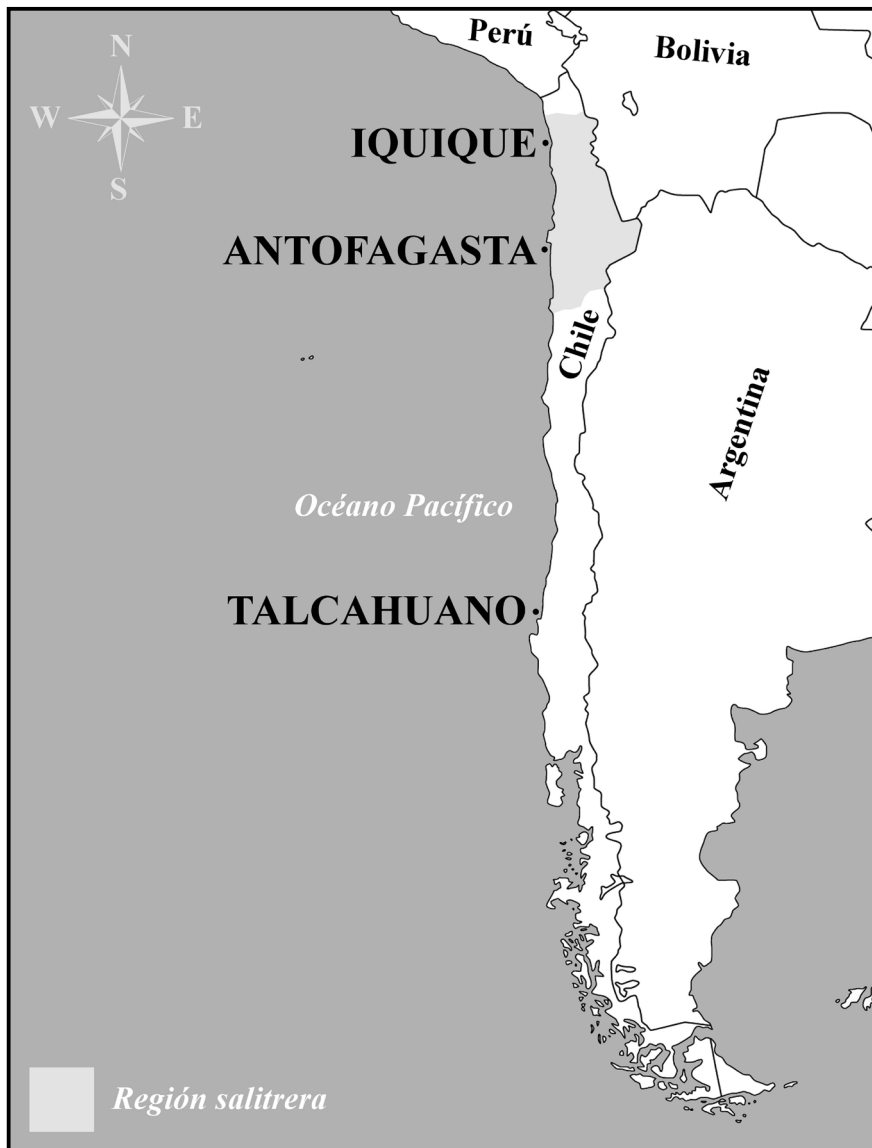 Perú
Bolivia
N
W E
S
IQUIQUE
ANTOFAGASTA
Chile
Argentina
Océano Pacífico
TALCAHUANO
Región salitrera